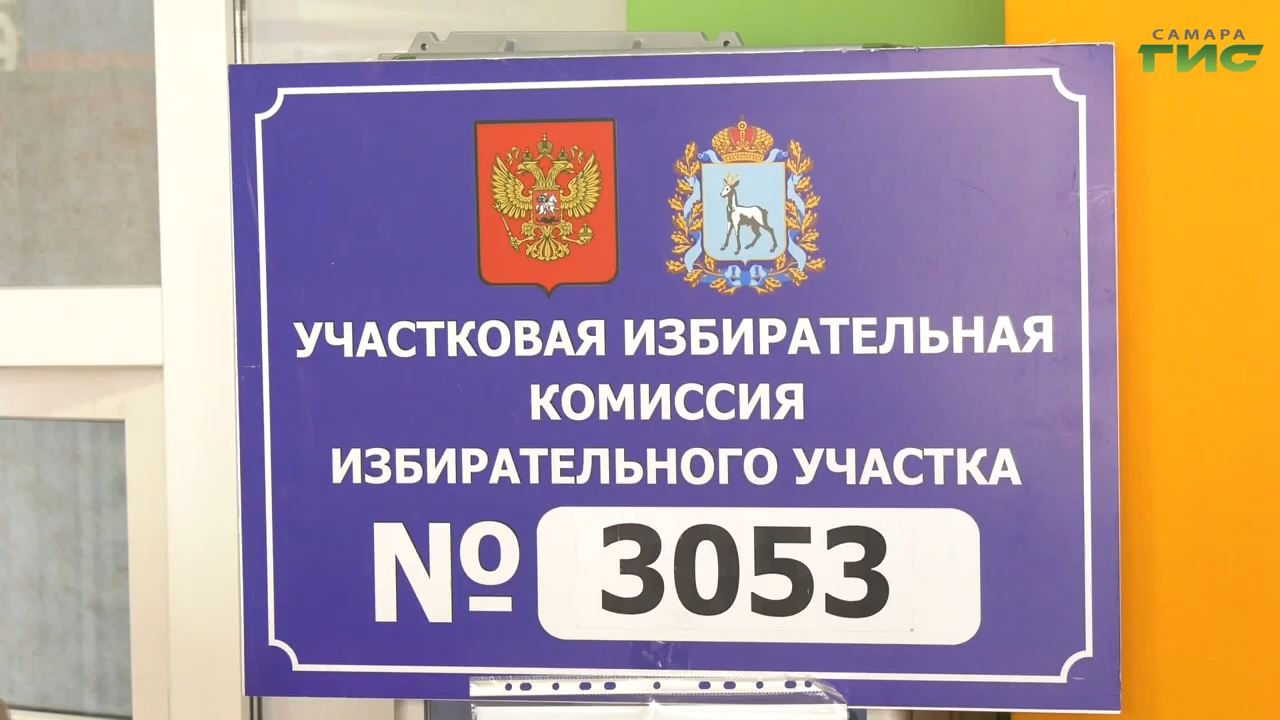 САМАРА
ГИС
УЧАСТКОВАЯ ИЗБИРАТЕЛЬНАЯ
КОМИССИЯ
ИЗБИРАТЕЛЬНОГО УЧАСТКА
№ 3053